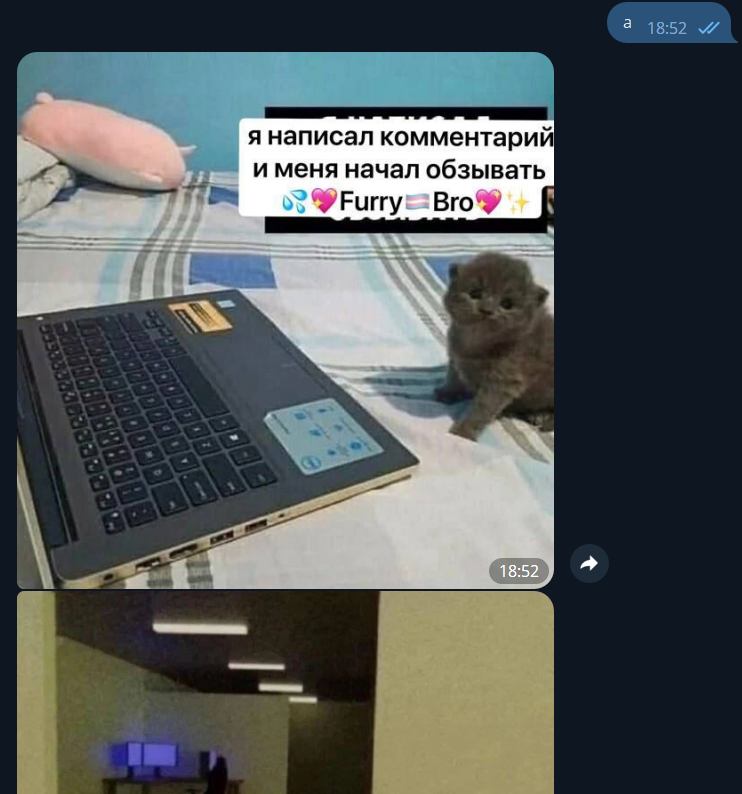 а 18:52
я написал комментарий
и меня начал обзывать
💦💖Furry🏳️‍⚧️Bro💖✨
18:52